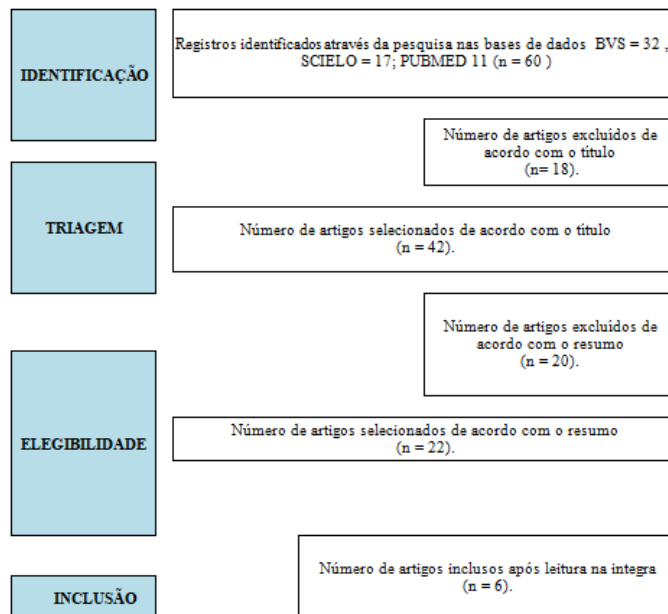 IDENTIFICAÇÃO
Registros identificados através da pesquisa nas bases de dados BVS = 32 ,
SCIELO = 17; PUBMED 11 (n = 60 )
Número de artigos excluídos de
acordo com o título
(n= 18).
TRIAGEM
Número de artigos selecionados de acordo com o título
(n = 42).
Número de artigos excluídos de
acordo com o resumo
(n = 20).
ELEGIBILIDADE
Número de artigos selecionados de acordo com o resumo
(n = 22).
Número de artigos inclusos após leitura na integra
(n = 6).
INCLUSÃO